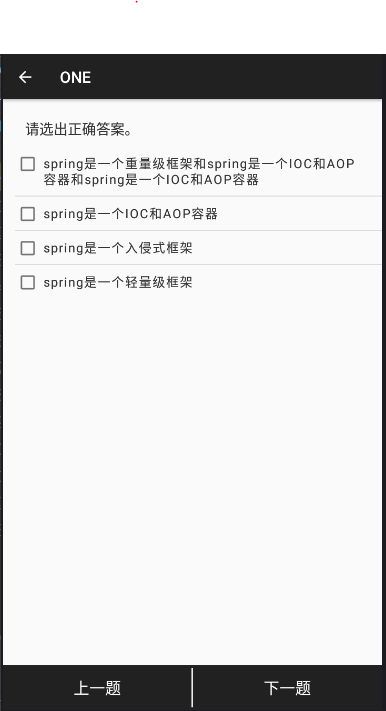 ONE
请选出正确答案。
spring是一个重量级框架和spring是一个IOC和AOP
容器和spring是一个IOC和AOP容器
spring是一个IOC和AOP容器
spring是一个入侵式框架
spring是一个轻量级框架
上一题
下一题